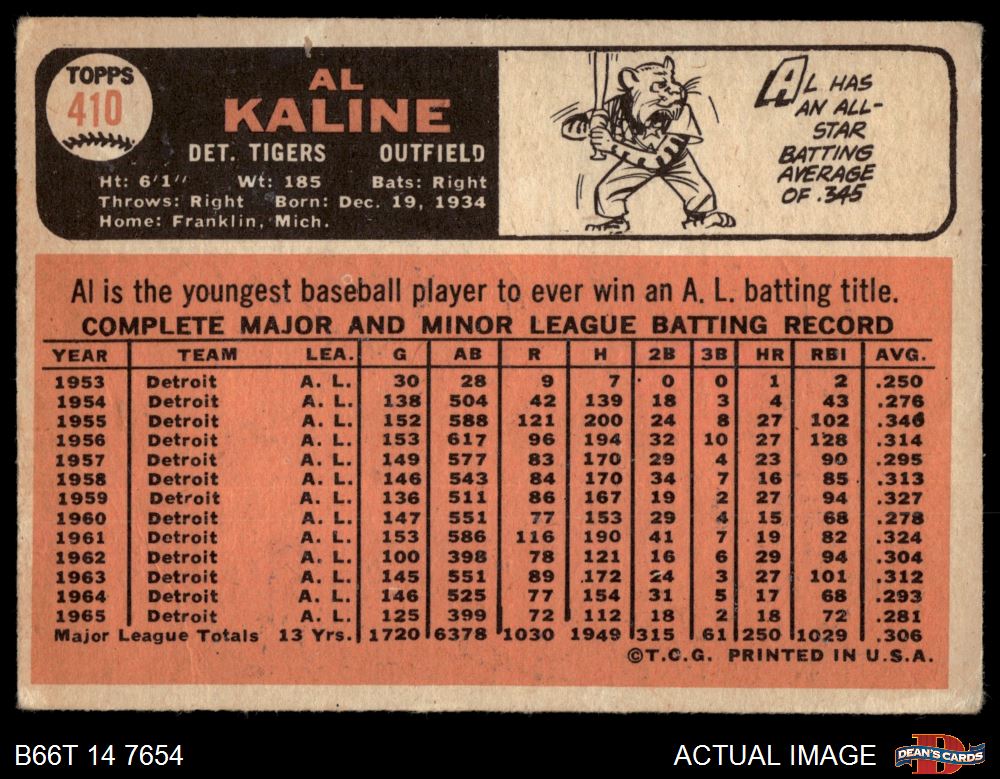 TOPPS
410
AL
KALINE
DET. TIGERS OUTFIELD
Ht: 6'1" Wt: 185 Bats: Right
Throws: Right Born: Dec. 19, 1934
Home: Franklin, Mich.
AL HAS
AN ALL-
STAR
BATTING
AVERAGE
OF .345
Al is the youngest baseball player to ever win an A. L. batting title.
COMPLETE MAJOR AND MINOR LEAGUE BATTING RECORD
YEAR TEAM LEA. G AB R H 2B 3B HR RBI AVG.
1953 Detroit A. L. 30 28 9 7 0 0 1 2 .250
1954 Detroit A. L. 138 504 42 139 18 3 4 43 .276
1955 Detroit A. L. 152 588 121 200 24 8 27 102 .340
1956 Detroit A. L. 153 617 96 194 32 10 27 128 .314
1957 Detroit A. L. 149 577 83 170 29 4 23 90 .295
1958 Detroit A. L. 146 543 84 170 34 7 16 85 .313
1959 Detroit A. L. 136 511 86 167 19 2 27 94 .327
1960 Detroit A. L. 147 551 77 153 29 4 15 68 .278
1961 Detroit A. L. 153 586 116 190 41 7 19 82 .324
1962 Detroit A. L. 100 398 78 121 16 6 29 94 .304
1963 Detroit A. L. 145 551 89 172 24 3 27 101 .312
1964 Detroit A. L. 146 525 77 154 31 5 17 68 .293
1965 Detroit A. L. 125 399 72 112 18 2 18 72 .281
Major League Totals 13 Yrs. 1720 6378 1030 1949 315 61 250 1029 .306
©T.C.G. PRINTED IN U.S.A.
B66T 14 7654
ACTUAL IMAGE
DEAN'S CARDS